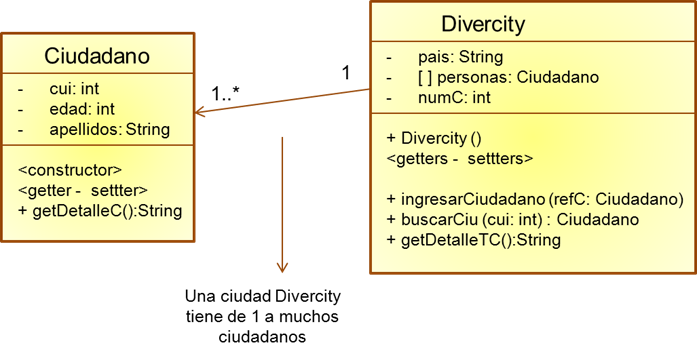 Ciudadano
- cui: int
- edad: int
- apellidos: String
<constructor>
<getter - settter>
+ getDetalleC():String
1..*
1
Divercity
- pais: String
- [ ] personas: Ciudadano
- numC: int
+ Divercity ()
<getters - settters>
+ ingresarCiudadano (refC: Ciudadano)
+ buscarCiu (cui: int) : Ciudadano
+ getDetalleTC():String
Una ciudad Divercity
tiene de 1 a muchos
ciudadanos